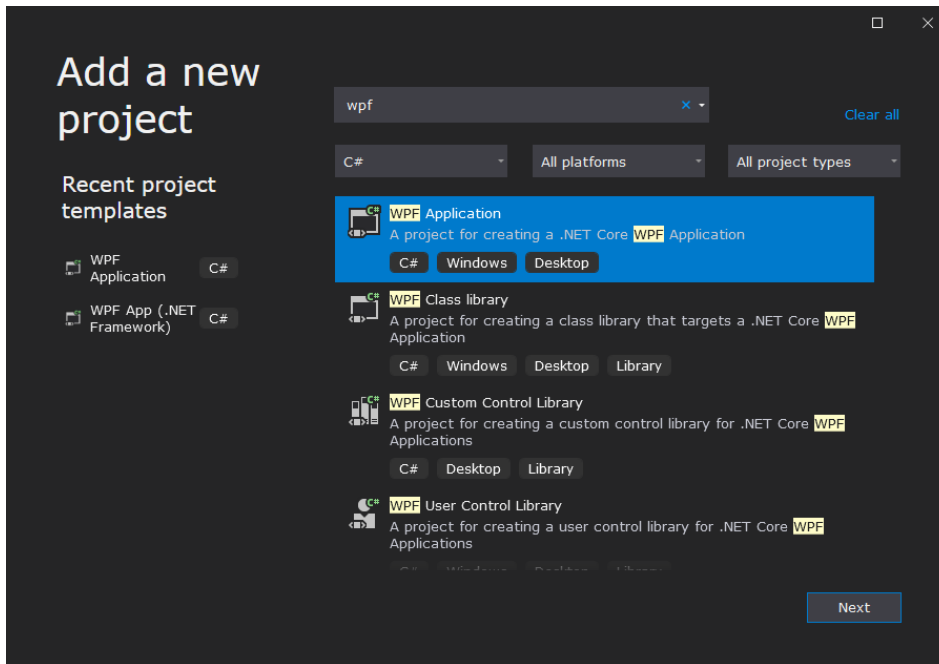 Add a new
project
Recent project
templates
WPF
Application
C#
WPF App (.NET
Framework)
C#
wpf
Clear all
C#
All platforms
All project types
C#
WPF Application
A project for creating a .NET Core WPF Application
C# Windows Desktop
C#
WPF Class library
A project for creating a class library that targets a .NET Core WPF
Application
C# Windows Desktop Library
C#
WPF Custom Control Library
A project for creating a custom control library for .NET Core WPF
Applications
C# Desktop Library
C#
WPF User Control Library
A project for creating a user control library for .NET Core WPF
Applications
C# Windows Desktop Library
Next